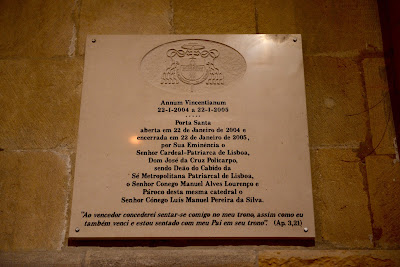 Annum Vincentianum
22-1-2004 a 22-1-2005
.....
Porta Santa
aberta em 22 de Janeiro de 2004 e
encerrada em 22 de janeiro de 2005,
por Sua Eminência o
Senhor Cardeal-Patriarca de Lisboa,
Dom José da Cruz Policarpo,
sendo Deão do Cabido da
Sé Metropolitana Patriarcal de Lisboa,
o Senhor Cónego Manuel Alves Lourenço e
Pároco desta mesma catedral o
Senhor Cónego Luís Manuel Pereira da Silva.
"Ao vencedor concederei sentar-se comigo no meu trono, assim como eu
também venci e estou sentado com meu Pai em seu trono". (Ap. 3,21)